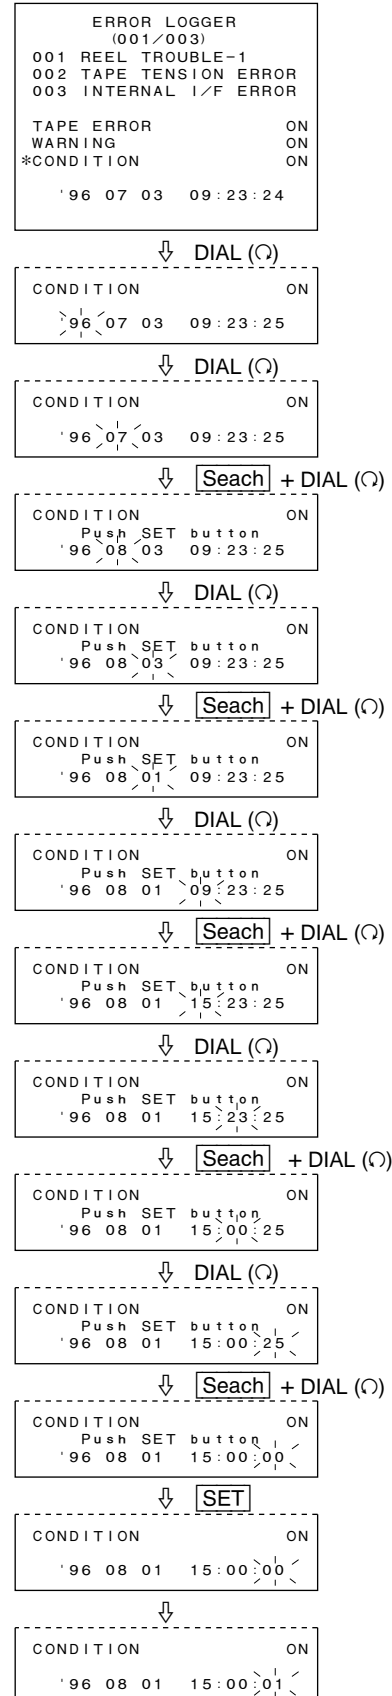 ERROR LOGGER
(001/003)
001 REEL TROUBLE-1
002 TAPE TENSION ERROR
003 INTERNAL I/F ERROR
TAPE ERROR ON
WARNING ON
*CONDITION ON
'96 07 03 09:23:24
⇩ DIAL (↻)
CONDITION ON
'96 07 03 09:23:25
⇩ DIAL (↻)
CONDITION ON
'96 07 03 09:23:25
⇩ Seach + DIAL (↻)
CONDITION ON
Push SET button
'96 08 03 09:23:25
⇩ DIAL (↻)
CONDITION ON
Push SET button
'96 08 03 09:23:25
⇩ Seach + DIAL (↻)
CONDITION ON
Push SET button
'96 08 01 09:23:25
⇩ DIAL (↻)
CONDITION ON
Push SET button
'96 08 01 09:23:25
⇩ Seach + DIAL (↻)
CONDITION ON
Push SET button
'96 08 01 15:23:25
⇩ DIAL (↻)
CONDITION ON
Push SET button
'96 08 01 15:23:25
⇩ Seach + DIAL (↻)
CONDITION ON
Push SET button
'96 08 01 15:00:25
⇩ DIAL (↻)
CONDITION ON
Push SET button
'96 08 01 15:00:25
⇩ Seach + DIAL (↻)
CONDITION ON
Push SET button
'96 08 01 15:00:00
⇩ SET
CONDITION ON
'96 08 01 15:00:00
⇩
CONDITION ON
'96 08 01 15:00:01